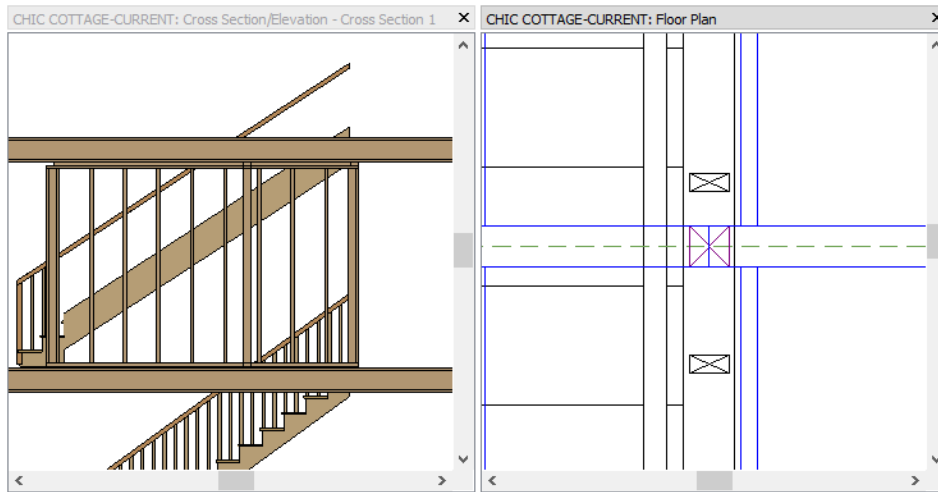 CHIC COTTAGE-CURRENT: Cross Section/Elevation - Cross Section 1
CHIC COTTAGE-CURRENT: Floor Plan